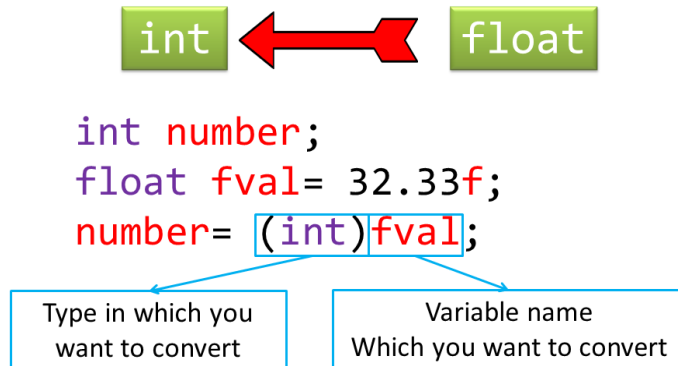 int float
int number;
float fval= 32.33f;
number= (int)fval;
Type in which you
want to convert
Variable name
Which you want to convert